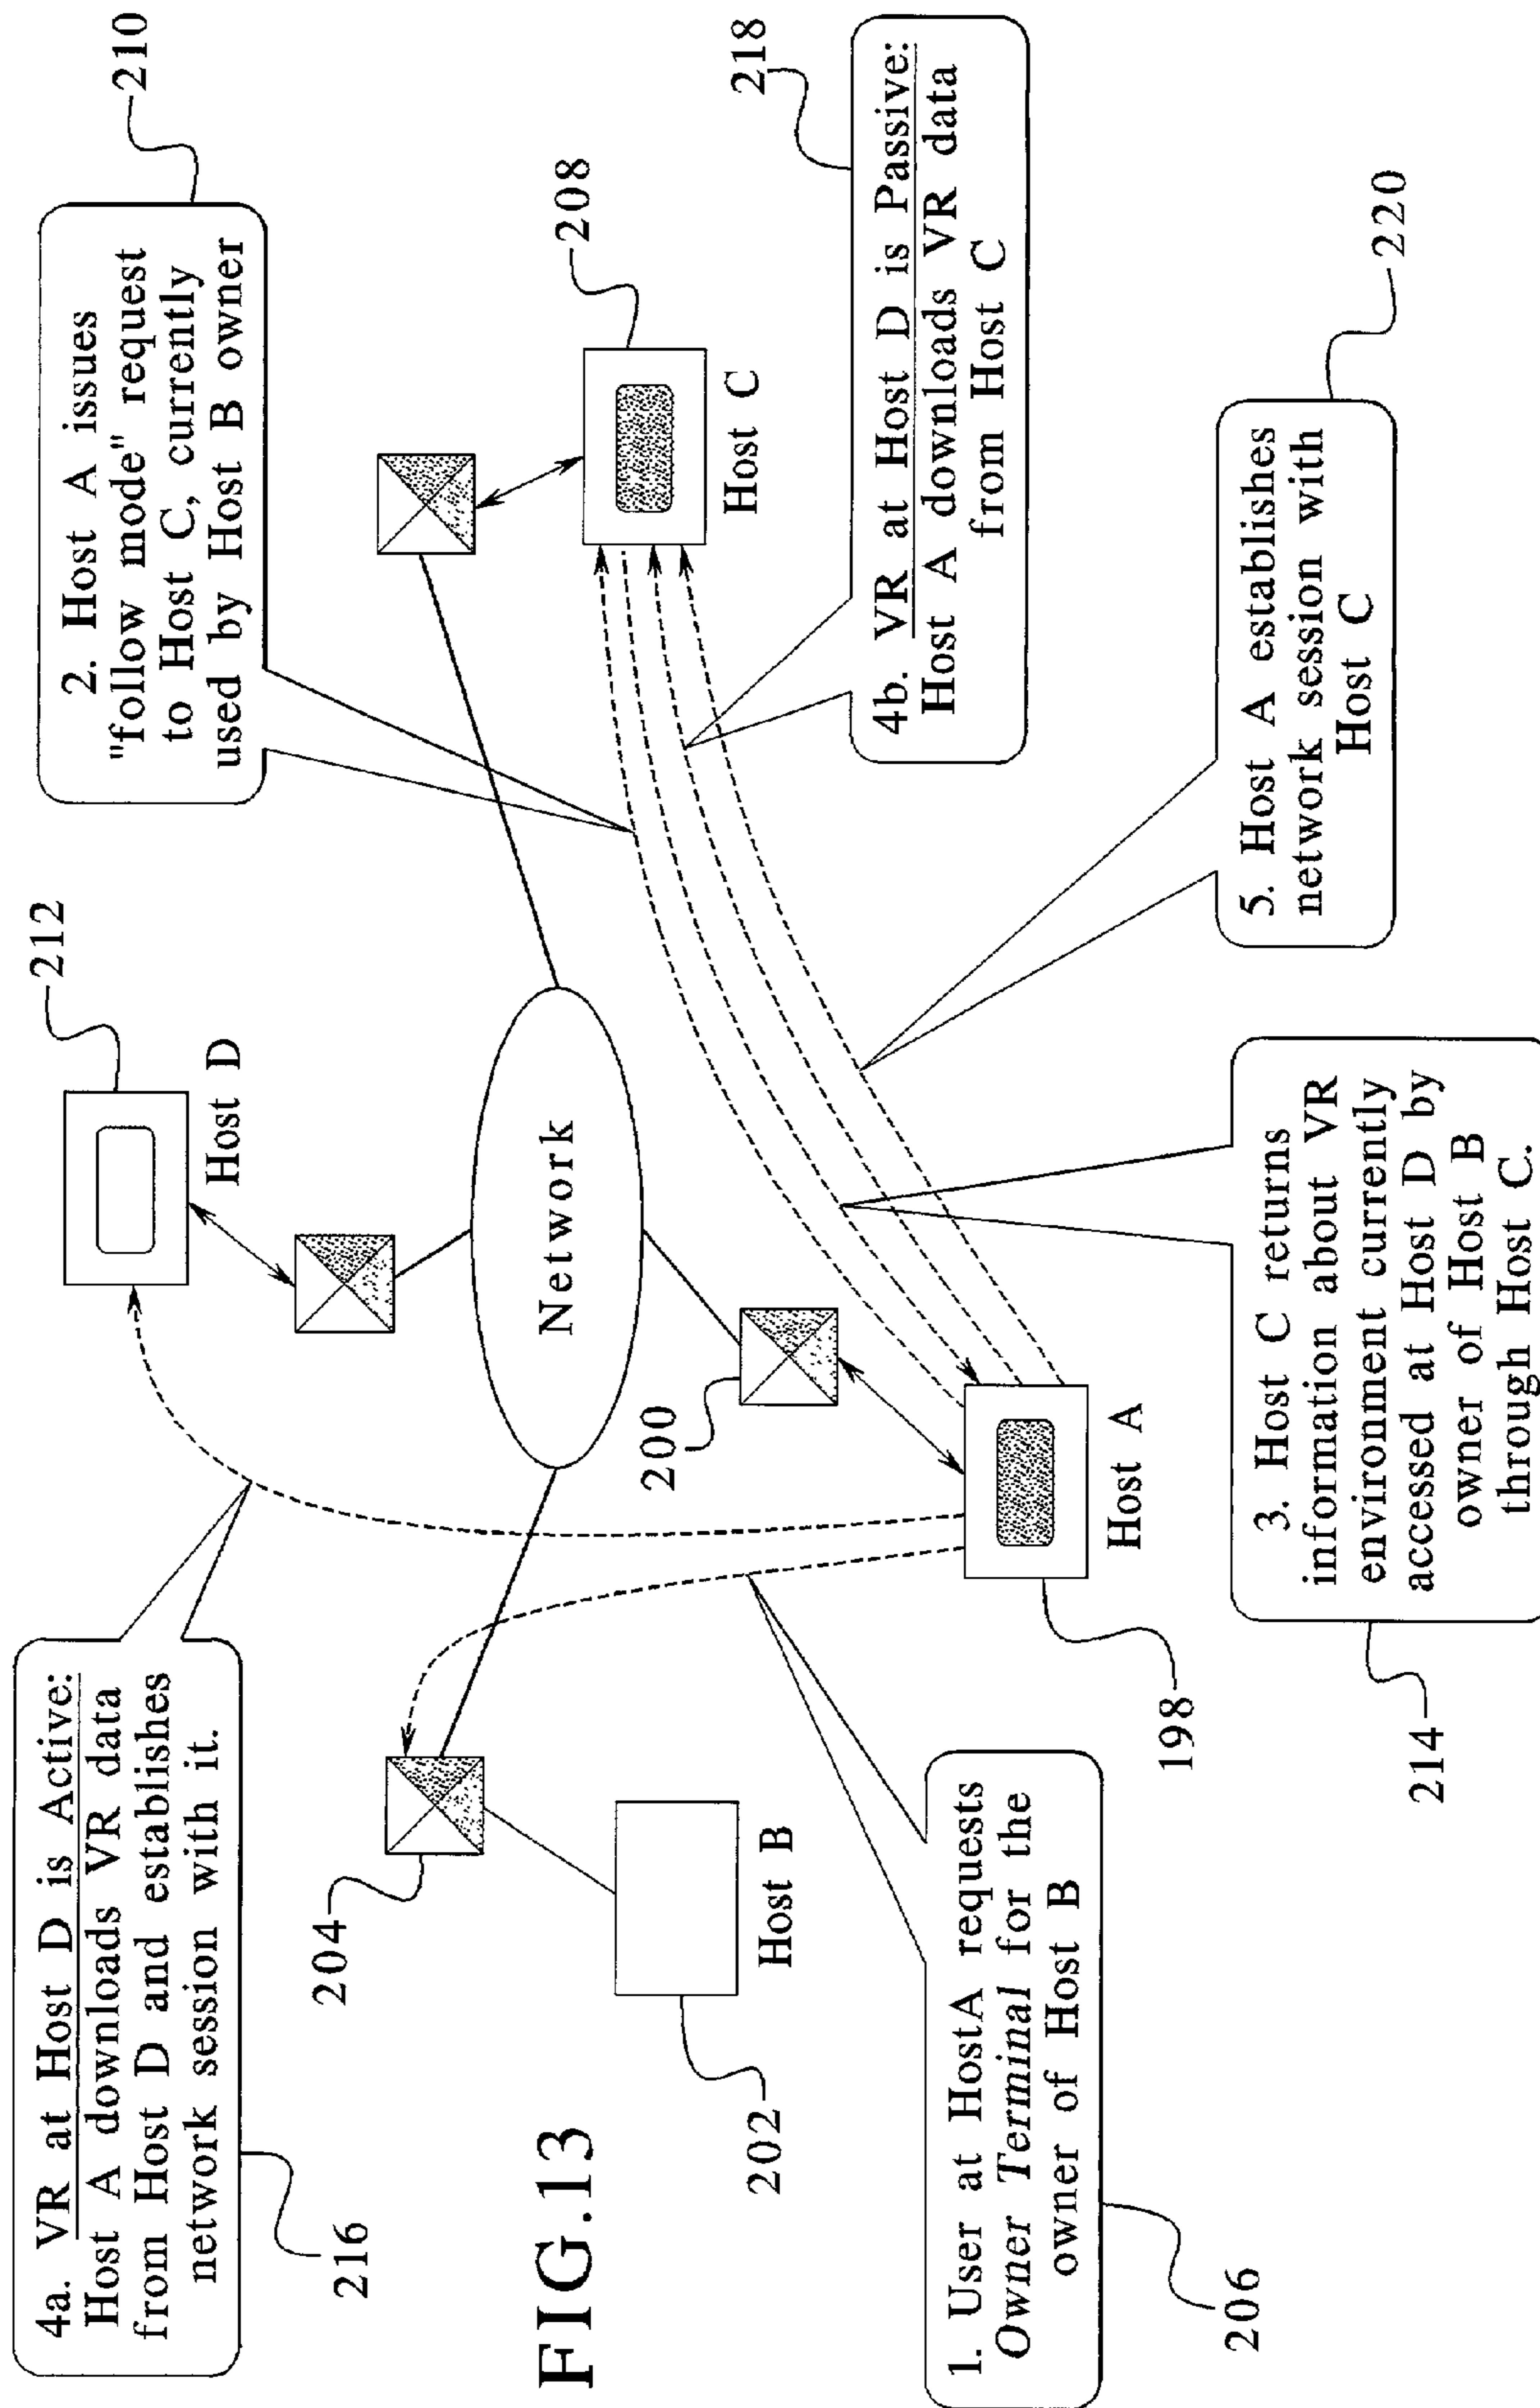 4a. VR at Host D is Active:
Host A downloads VR data
from Host D and establishes
network session with it.
216
212
Host D
2. Host A issues
"follow mode" request
to Host C, currently
used by Host B owner
210
204
Network
208
Host C
FIG.13
202
Host B
200
4b. VR at Host D is Passive:
Host A downloads VR data
from Host C
218
1. User at HostA requests
Owner Terminal for the
owner of Host B
206
198
Host A
5. Host A establishes
network session with
Host C
220
214
3. Host C returns
information about VR
environment currently
accessed at Host D by
owner of Host B
through Host C.